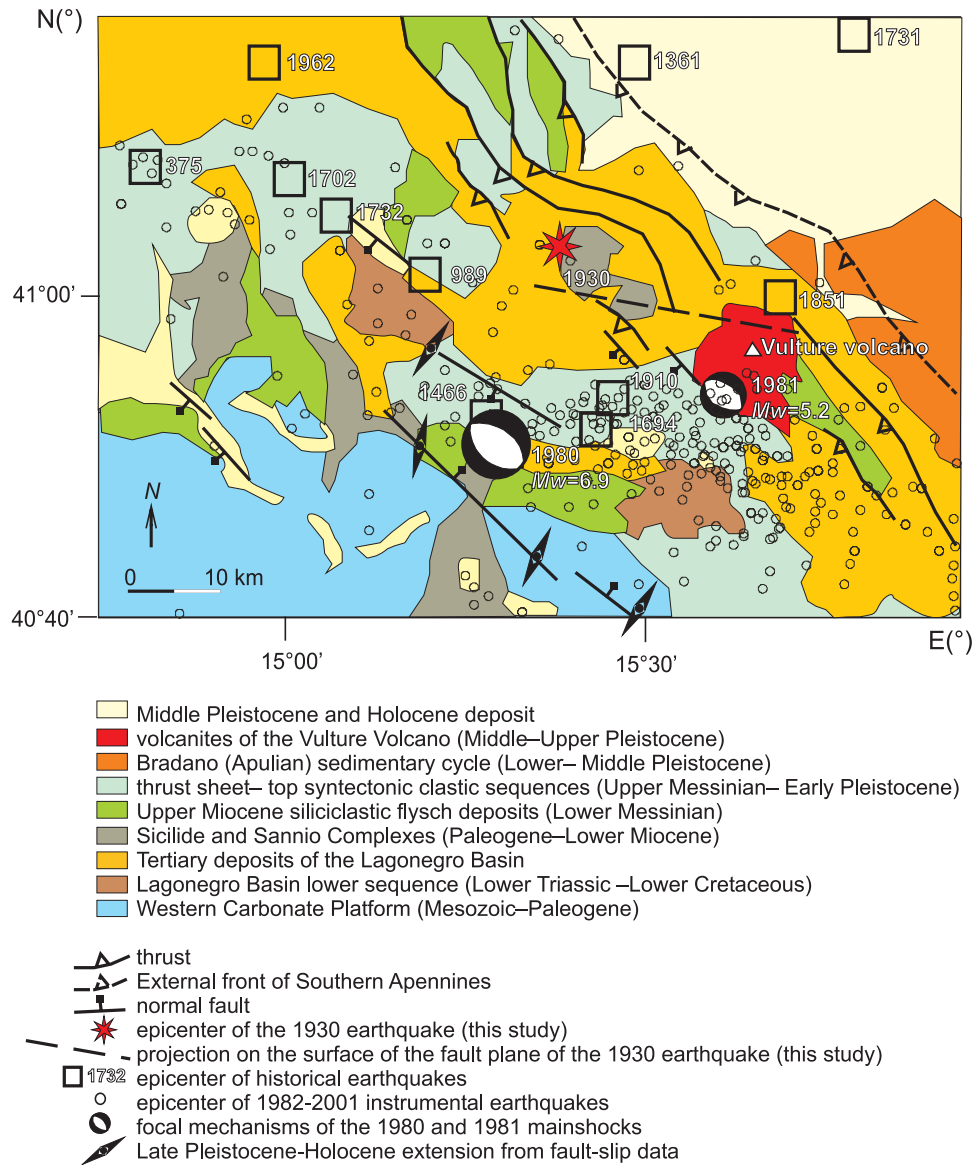 N(°)
1962
1361
1731
375
1702
1732
989
1930
41°00'
1851
Vulture volcano
1466
1910
1981
Mw=5.2
1694
1980
Mw=6.9
N
0 10 km
40°40'
E(°)
15°00'
15°30'
Middle Pleistocene and Holocene deposit
volcanites of the Vulture Volcano (Middle–Upper Pleistocene)
Bradano (Apulian) sedimentary cycle (Lower– Middle Pleistocene)
thrust sheet– top syntectonic clastic sequences (Upper Messinian– Early Pleistocene)
Upper Miocene siliciclastic flysch deposits (Lower Messinian)
Sicilide and Sannio Complexes (Paleogene–Lower Miocene)
Tertiary deposits of the Lagonegro Basin
Lagonegro Basin lower sequence (Lower Triassic –Lower Cretaceous)
Western Carbonate Platform (Mesozoic–Paleogene)
thrust
External front of Southern Apennines
normal fault
epicenter of the 1930 earthquake (this study)
projection on the surface of the fault plane of the 1930 earthquake (this study)
1732 epicenter of historical earthquakes
epicenter of 1982-2001 instrumental earthquakes
focal mechanisms of the 1980 and 1981 mainshocks
Late Pleistocene-Holocene extension from fault-slip data